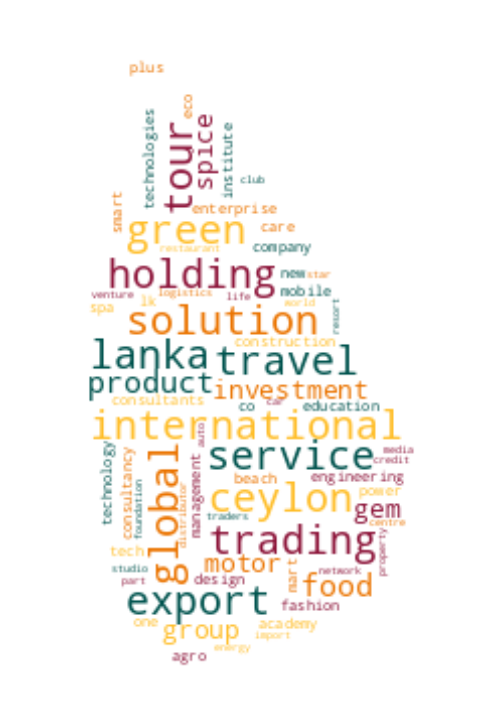 plus
eco
technologies
tour
spice
institute
club
smart
enterprise
green
care
restaurant
company
holding
new star
venture
logistics
life
mobile
spa
lk
world
solution
resort
construction
lanka travel
product investment
consultants
co
car
education
international
auto
technology
consultancy
global
service
media
credit
foundation
distributor
management
beach
engineering
ceylon
power
gem
traders
centre
trading
property
tech
motor
studio
network
part
design
mart
food
export
fashion
one
group
academy
import
energy
agro